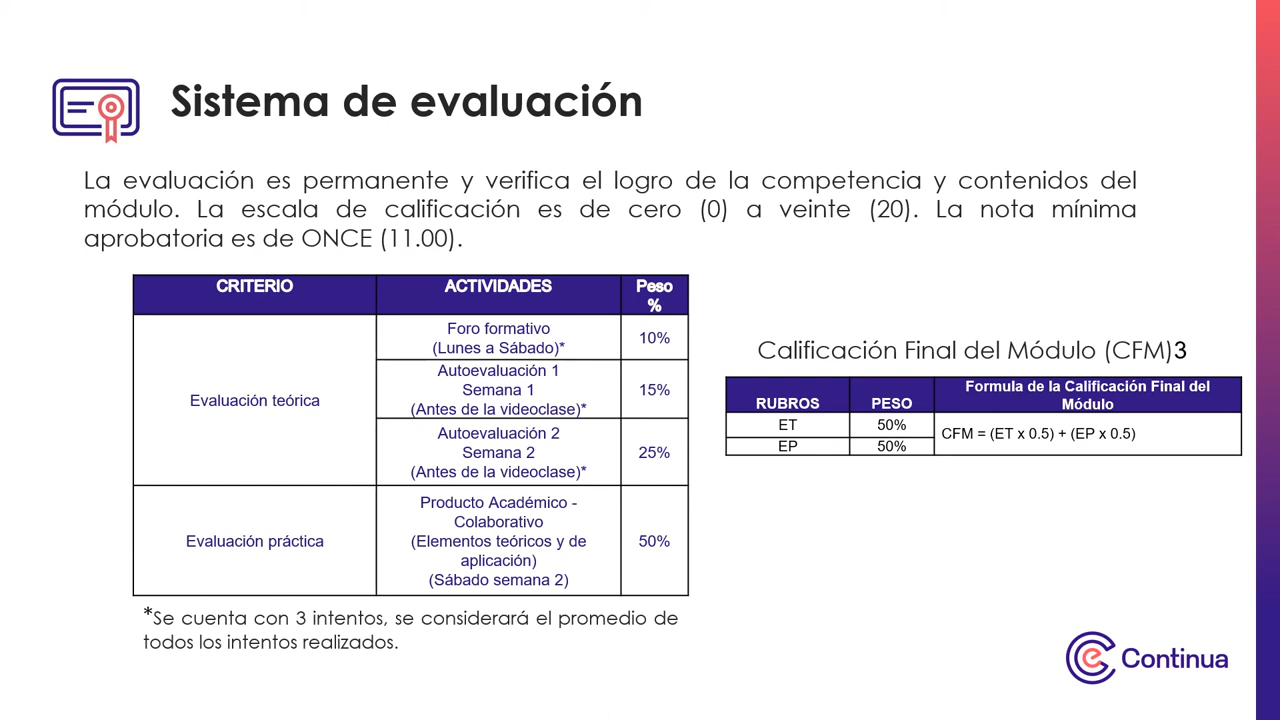 Sistema de evaluación
La evaluación es permanente y verifica el logro de la competencia y contenidos del
módulo. La escala de calificación es de cero (0) a veinte (20). La nota mínima
aprobatoria es de ONCE (11.00).
CRITERIO
ACTIVIDADES
Peso
%
Evaluación teórica
Foro formativo
(Lunes a Sábado)*
10%
Autoevaluación 1
Semana 1
(Antes de la videoclase)*
15%
Autoevaluación 2
Semana 2
(Antes de la videoclase)*
25%
Evaluación práctica
Producto Académico -
Colaborativo
(Elementos teóricos y de
aplicación)
(Sábado semana 2)
50%
*Se cuenta con 3 intentos, se considerará el promedio de
todos los intentos realizados.
Calificación Final del Módulo (CFM)3
RUBROS
PESO
Formula de la Calificación Final del
Módulo
ET
50%
CFM = (ET x 0.5) + (EP x 0.5)
EP
50%
Continua